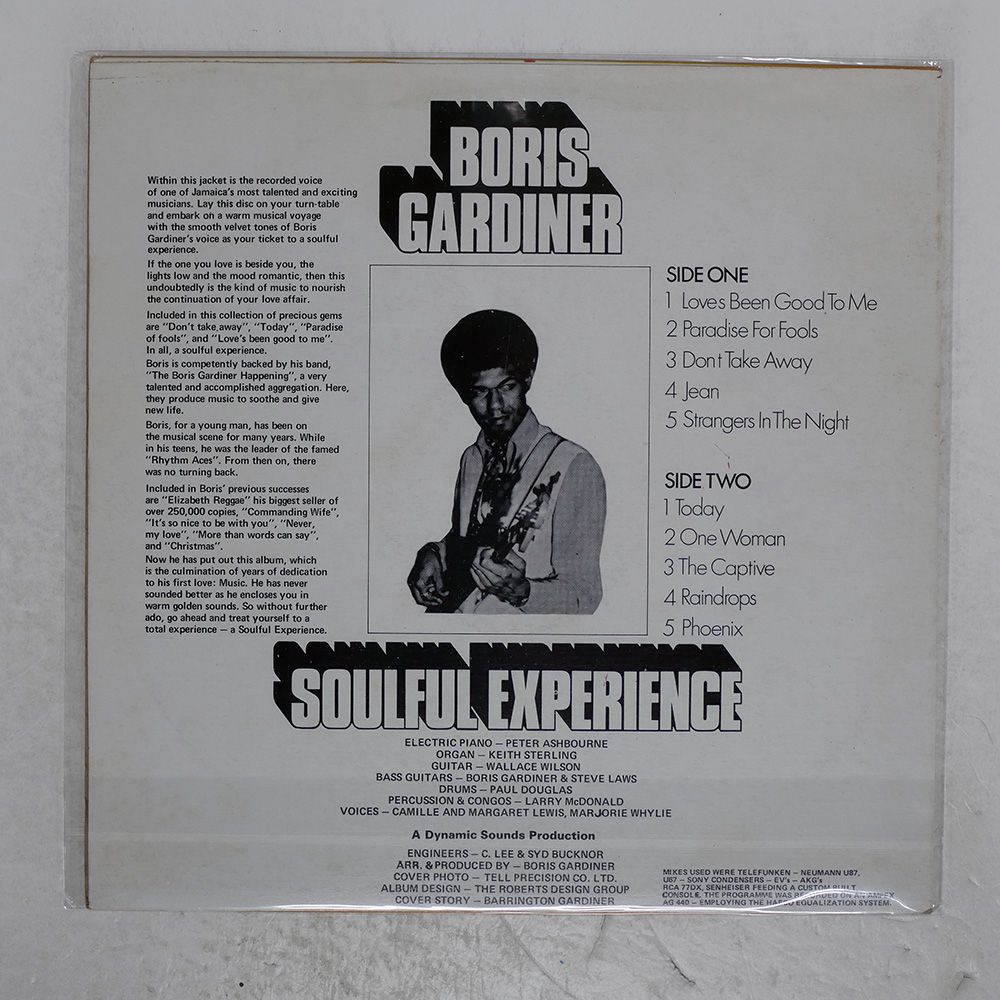 BORIS
GARDINER
Within this jacket is the recorded voice
of one of Jamaica's most talented and exciting
musicians. Lay this disc on your turn-table
and embark on a warm musical voyage
with the smooth velvet tones of Boris
Gardiner's voice as your ticket to a soulful
experience.
If the one you love is beside you, the
lights low and the mood romantic, then this
undoubtedly is the kind of music to nourish
the continuation of your love affair.
Included in this collection of precious gems
are "Don't take away", "Today", "Paradise
of fools", and "Love's been good to me".
In all, a soulful experience.
Boris is competently backed by his band,
"The Boris Gardiner Happening", a very
talented and accomplished aggregation. Here,
they produce music to soothe and give
new life.
Boris, for a young man, has been on
the musical scene for many years. While
in his teens, he was the leader of the famed
"Rhythm Aces". From then on, there
was no turning back.
Included in Boris' previous successes
are "Elizabeth Reggae" his biggest seller of
over 250,000 copies, "Commanding Wife",
"It's so nice to be with you", "Never,
my love", "More than words can say",
and "Christmas".
Now he has put out this album, which
is the culmination of years of dedication
to his first love: Music. He has never
sounded better as he encloses you in
warm golden sounds. So without further
ado, go ahead and treat yourself to a
total experience – a Soulful Experience.
SIDE ONE
1 Loves Been Good To Me
2 Paradise For Fools
3 Dont Take Away
4 Jean
5 Strangers In The Night
SIDE TWO
1 Today
2 One Woman
3 The Captive
4 Raindrops
5 Phoenix
SOULFUL EXPERIENCE
ELECTRIC PIANO – PETER ASHBOURNE
ORGAN – KEITH STERLING
GUITAR – WALLACE WILSON
BASS GUITARS – BORIS GARDINER & STEVE LAWS
DRUMS – PAUL DOUGLAS
PERCUSSION & CONGOS – LARRY McDONALD
VOICES – CAMILLE AND MARGARET LEWIS, MARJORIE WHYLIE
A Dynamic Sounds Production
ENGINEERS – C. LEE & SYD BUCKNOR
ARR. & PRODUCED BY – BORIS GARDINER
COVER PHOTO – TELL PRECISION CO. LTD.
ALBUM DESIGN – THE ROBERTS DESIGN GROUP
COVER STORY – BARRINGTON GARDINER
MIKES USED WERE TELEFUNKEN – NEUMANN U87,
U67 – SONY CONDENSERS – EV's – AKG's
RCA 77DX, SENHEISER FEEDING A CUSTOM BUILT
CONSOLE. THE PROGRAMME WAS RECORDED ON AN AMPEX
AG 440 – EMPLOYING THE HAECO EQUALIZATION SYSTEM.